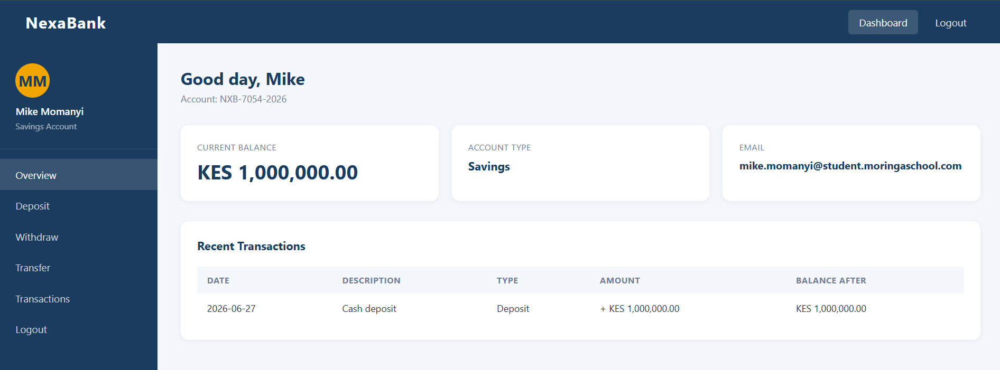 NexaBank
Dashboard
Logout
MM
Mike Momanyi
Savings Account
Overview
Deposit
Withdraw
Transfer
Transactions
Logout
Good day, Mike
Account: NXB-7054-2026
CURRENT BALANCE
KES 1,000,000.00
ACCOUNT TYPE
Savings
EMAIL
mike.momanyi@student.moringaschool.com
Recent Transactions
DATE DESCRIPTION TYPE AMOUNT BALANCE AFTER
2026-06-27 Cash deposit Deposit + KES 1,000,000.00 KES 1,000,000.00